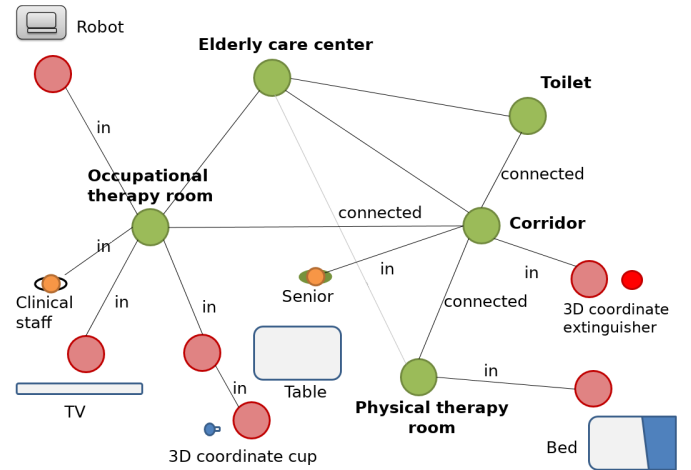 Robot
Elderly care center
Toilet
in
Occupational
therapy room
connected
connected
Corridor
in
in
in
Clinical
staff
Senior
in
in
connected
3D coordinate
extinguisher
in
in
Table
TV
Physical therapy
room
3D coordinate cup
Bed